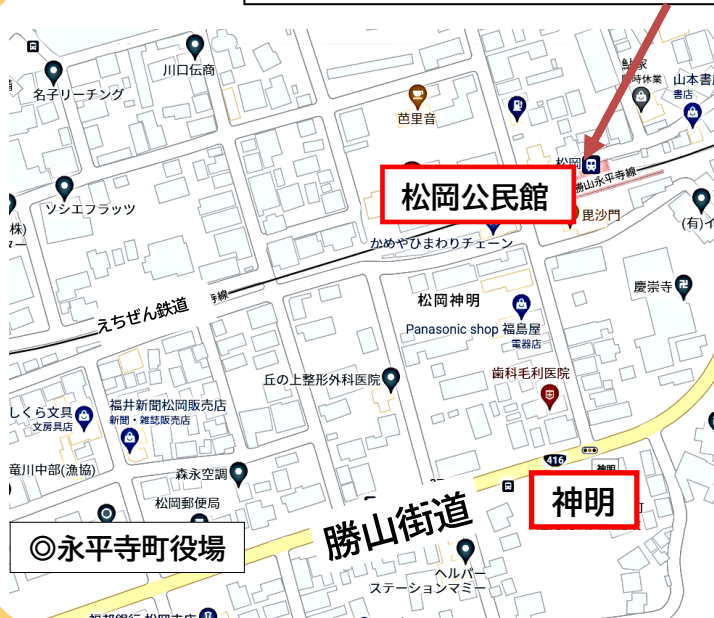 川口伝商
名子リーチング
芭里音
時休業
山本書
書店
松岡
勝山永平寺線
松岡公民館
毘沙門
ソシエフラッツ
株)
ター
(有)イ
かめやひまわりチェーン
えちぜん鉄道
寺線
松岡神明
慶崇寺
Panasonic shop 福島屋
電器店
丘の上整形外科医院
歯科毛利医院
しくら文具
文房具店
福井新聞松岡販売店
新聞・雑誌販売店
416
竜川中部(漁協)
森永空調
松岡郵便局
神明
勝山街道
◎永平寺町役場
ヘルパー
ステーションマミー